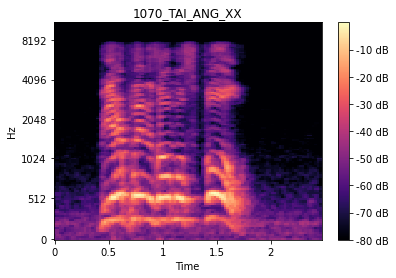 1070_TAI_ANG_XX
8192
4096
2048
1024
512
0
Hz
0
0.5
1
1.5
2
Time
-10 dB
-20 dB
-30 dB
-40 dB
-50 dB
-60 dB
-70 dB
-80 dB